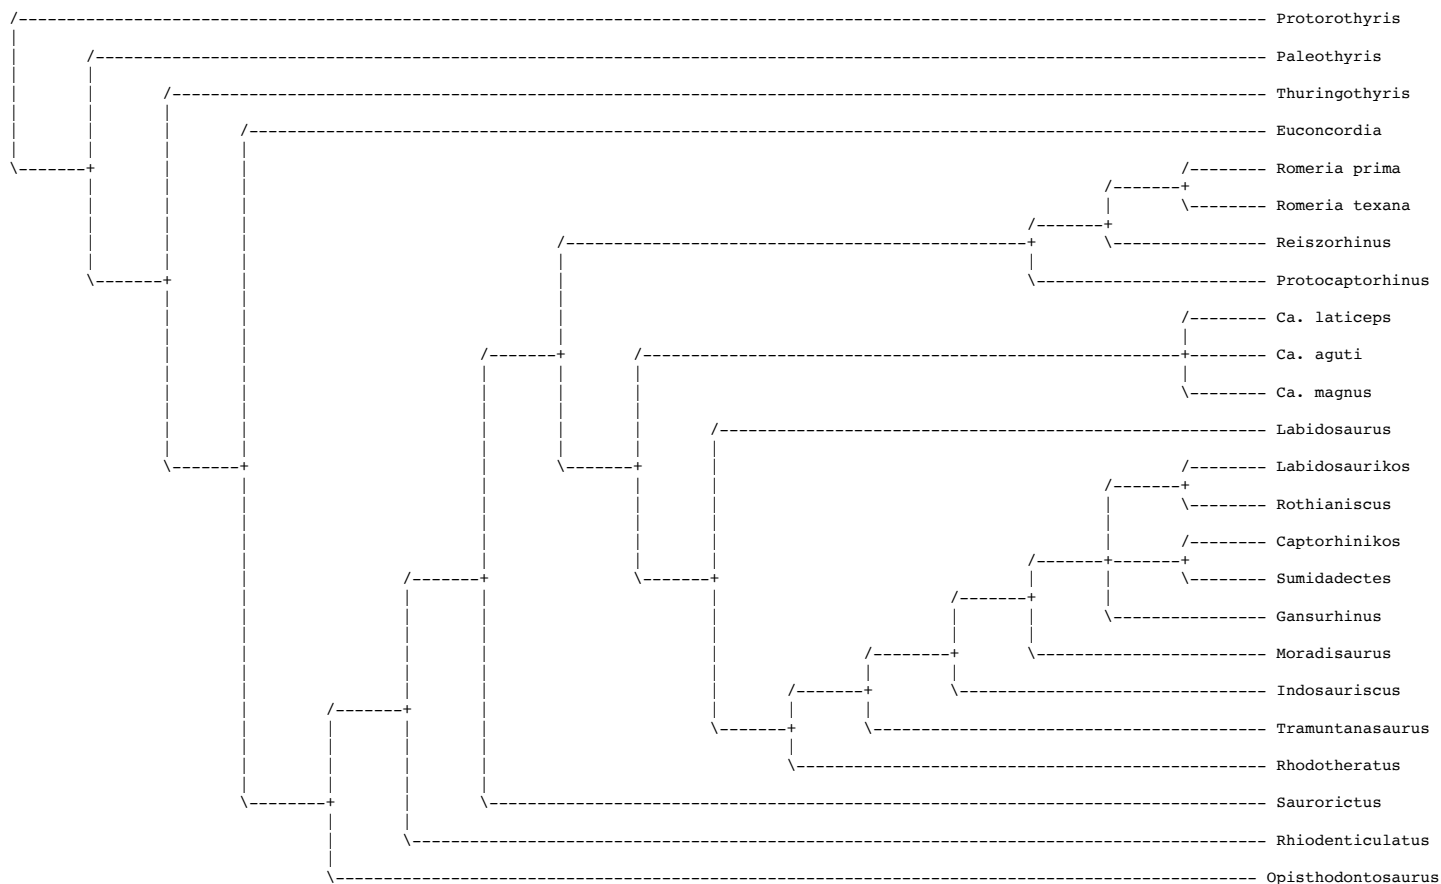 Protorothyris
Paleothyris
Thuringothyris
Euconcordia
Romeria prima
Romeria texana
Reiszorhinus
Protocaptorhinus
Ca. laticeps
Ca. aguti
Ca. magnus
Labidosaurus
Labidosaurikos
Rothianiscus
Captorhinikos
Sumidadectes
Gansurhinus
Moradisaurus
Indosauriscus
Tramuntanasaurus
Rhodotheratus
Saurorictus
Rhiodenticulatus
Opisthodontosaurus